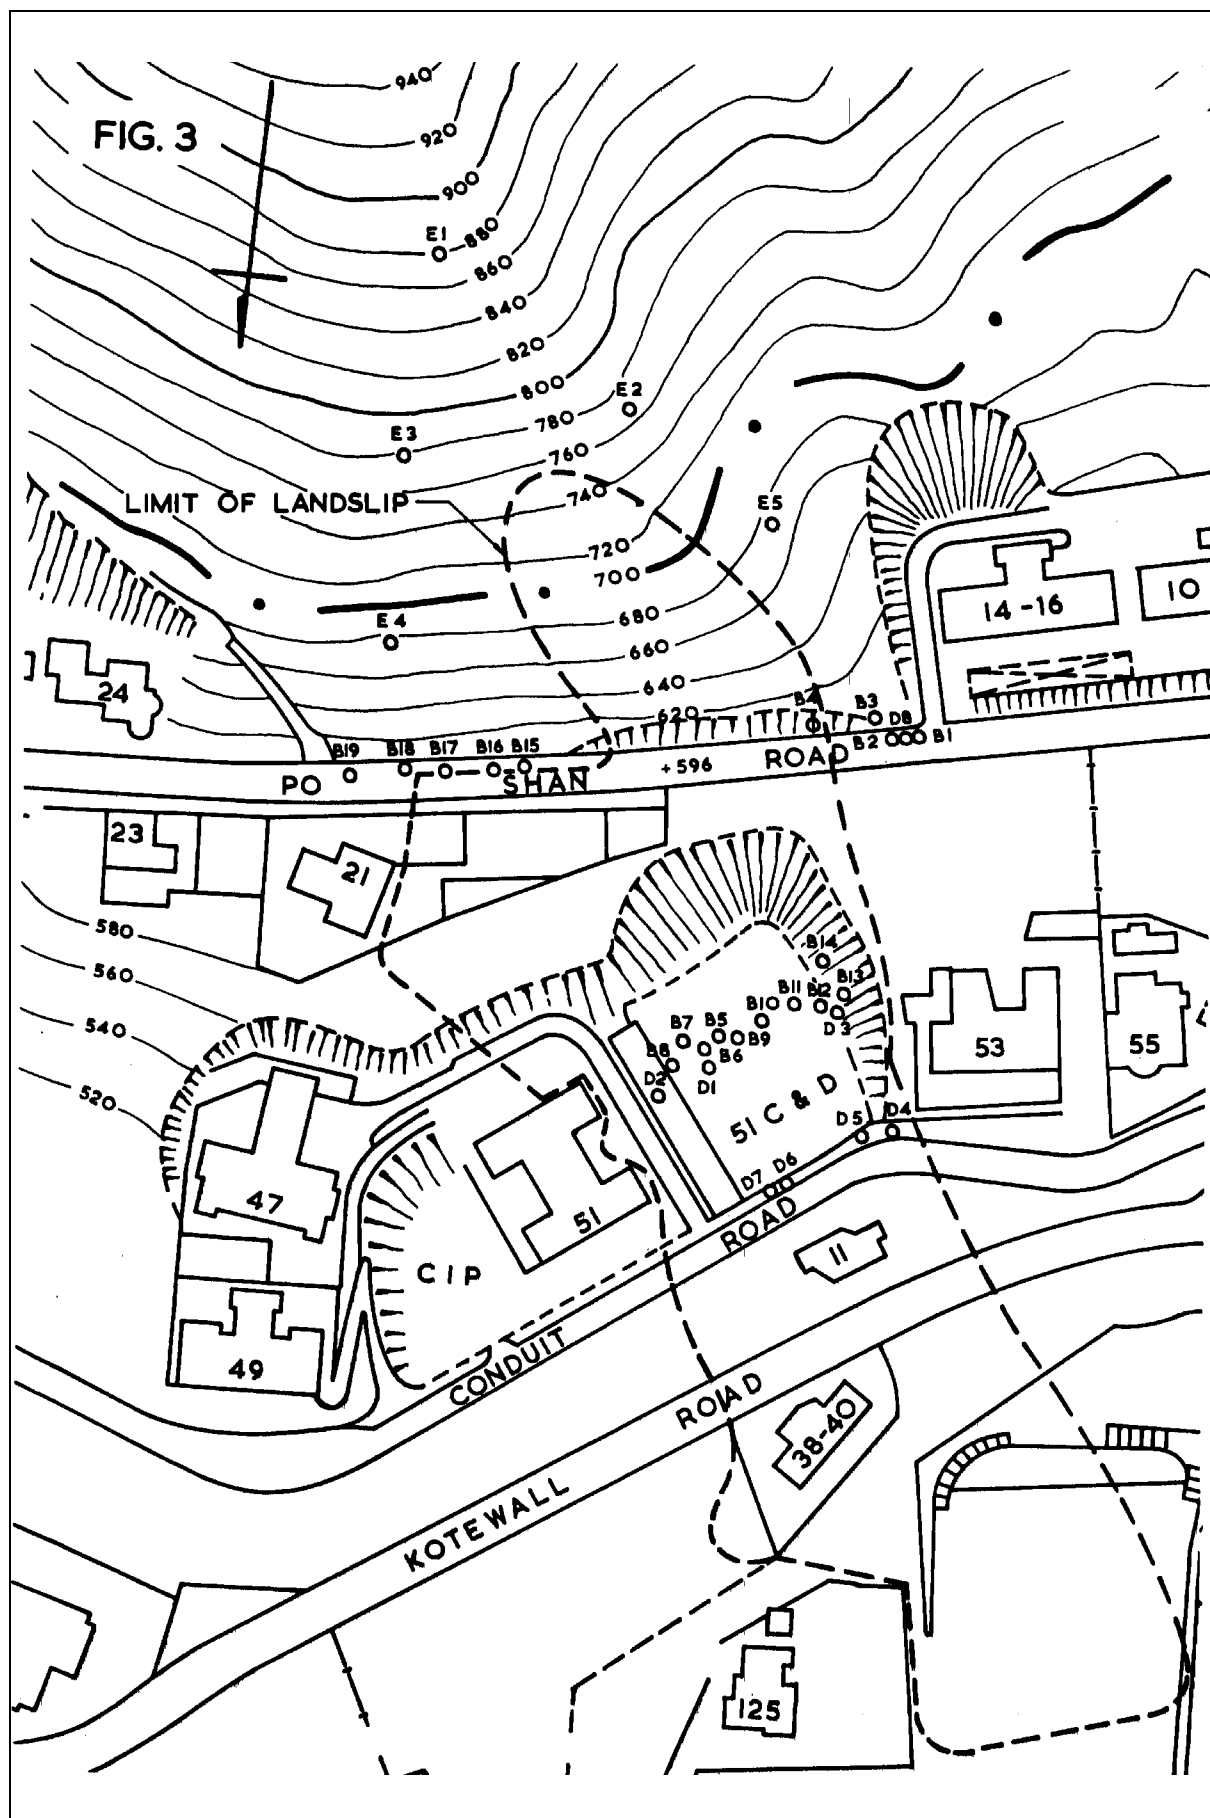 940
FIG. 3
920
900
E1
880
860
840
820
800
E2
780
E3
760
740
LIMIT OF LANDSLIP
E5
720
700
10
14-16
680
E4
660
24
640
620
B4
B3
D8
B2
B1
B19
B18
B17
B16
B15
ROAD
+596
PO
SHAN
23
21
580
B14
560
B13
B11
B12
B10
540
B7
B5
D3
B9
53
55
B8
B6
D2
D1
520
51 C & D
D5
D4
D7
D6
47
51
ROAD
11
CIP
CONDUIT
49
ROAD
38-40
KOTEWALL
125